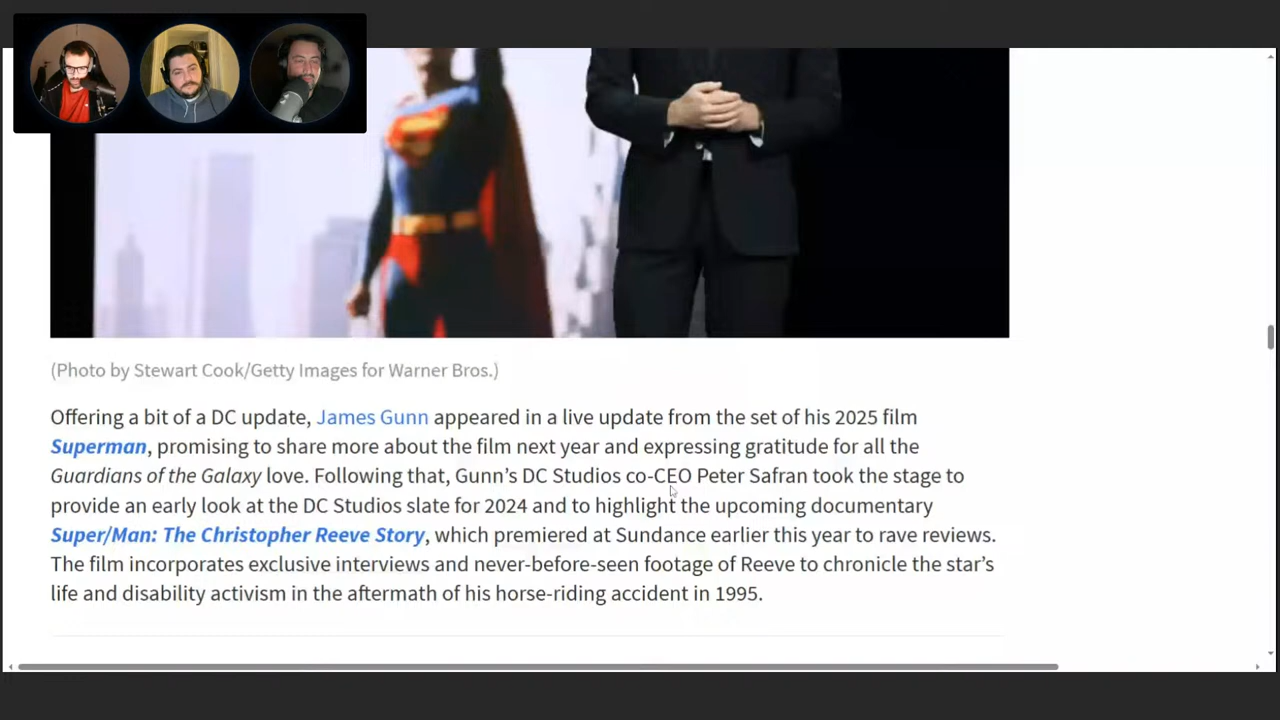 (Photo by Stewart Cook/Getty Images for Warner Bros.)
Offering a bit of a DC update, James Gunn appeared in a live update from the set of his 2025 film
Superman, promising to share more about the film next year and expressing gratitude for all the
Guardians of the Galaxy love. Following that, Gunn's DC Studios co-CEO Peter Safran took the stage to
provide an early look at the DC Studios slate for 2024 and to highlight the upcoming documentary
Super/Man: The Christopher Reeve Story, which premiered at Sundance earlier this year to rave reviews.
The film incorporates exclusive interviews and never-before-seen footage of Reeve to chronicle the star's
life and disability activism in the aftermath of his horse-riding accident in 1995.